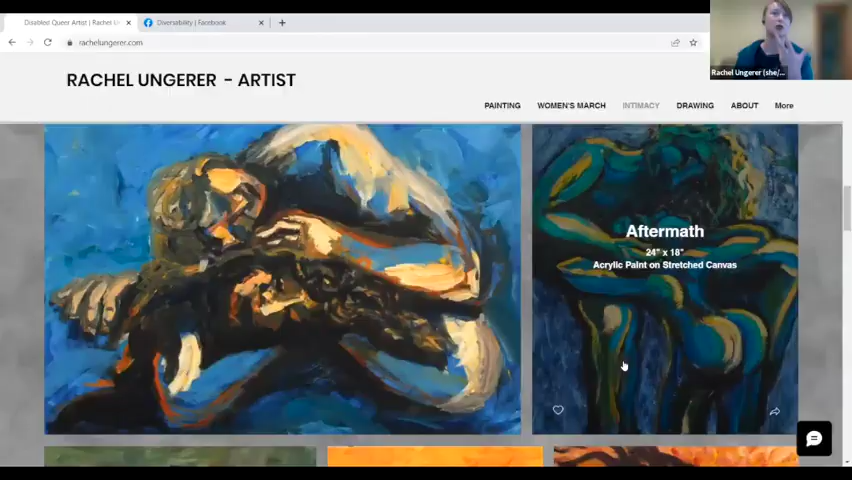 Disabled Queer Artist | Rachel Un
Diversability | Facebook
rachelungerer.com
Rachel Ungerer (she/...
RACHEL UNGERER - ARTIST
PAINTING WOMEN'S MARCH INTIMACY DRAWING ABOUT More
Aftermath
24" x 18"
Acrylic Paint on Stretched Canvas